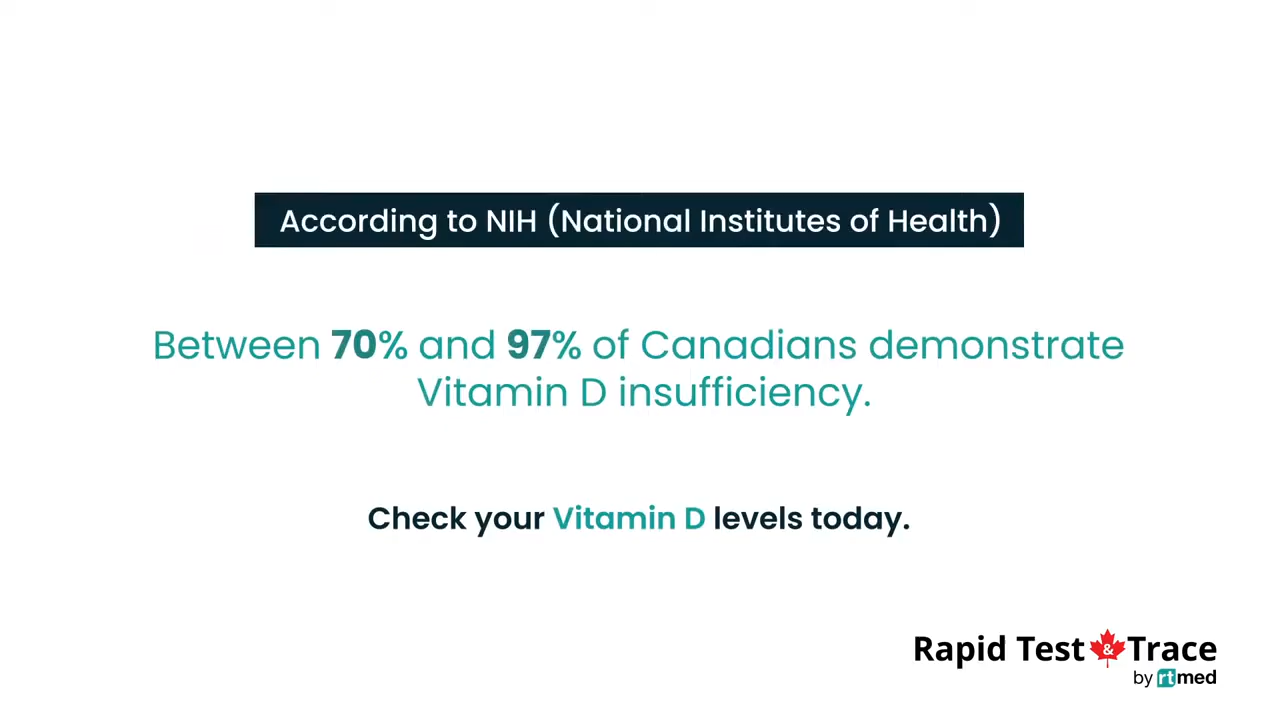 According to NIH (National Institutes of Health)
Between 70% and 97% of Canadians demonstrate
Vitamin D insufficiency.
Check your Vitamin D levels today.
Rapid Test & Trace
by rtmed